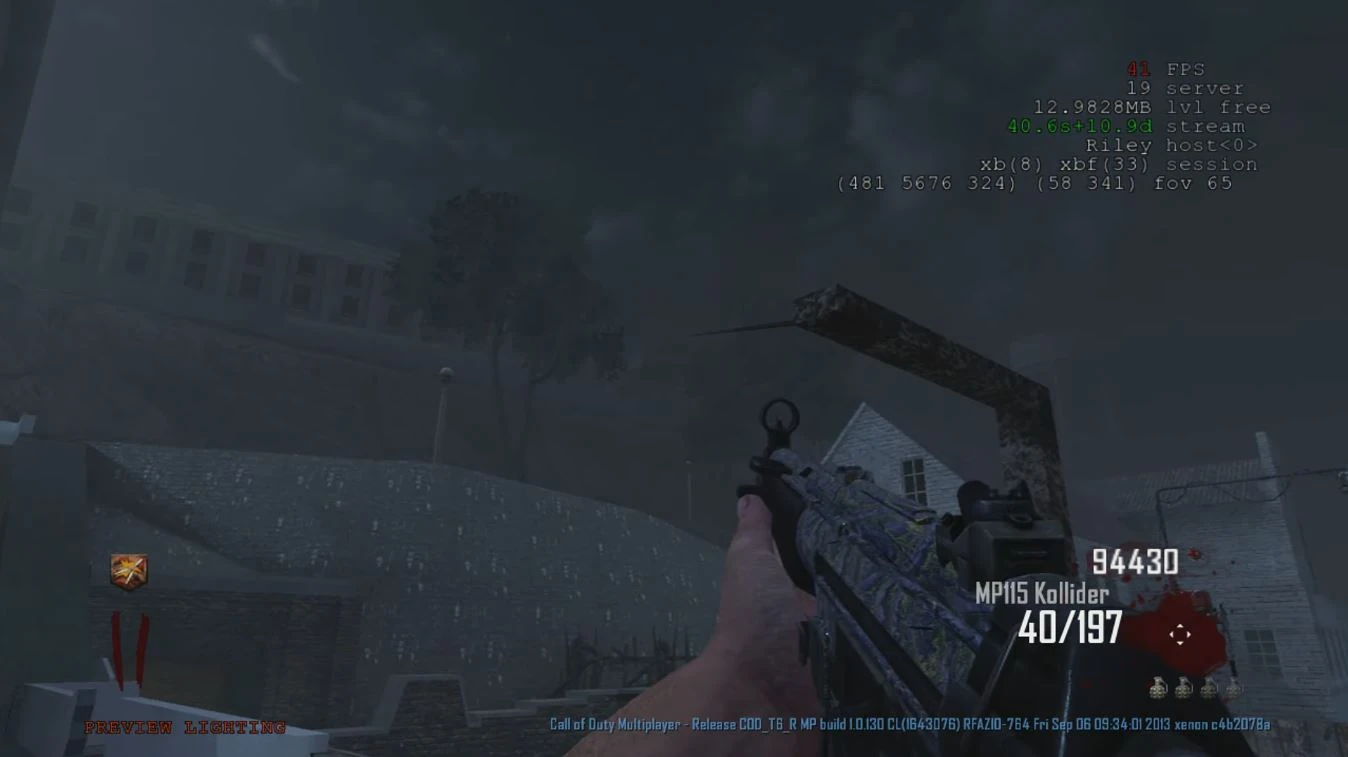 41 FPS
19 server
12.9828MB lvl free
40.6s+10.9d stream
Riley host<0>
xb(8) xbf(33) session
(481 5676 324) (58 341) fov 65
94430
MP115 Kollider
40/197
PREVIEW LIGHTING
Call of Duty Multiplayer - Release COD_T6_R MP build 1.0.130 CL(1643076) RFAZIO-764 Fri Sep 06 09:34:01 2013 xenon c4b2078a